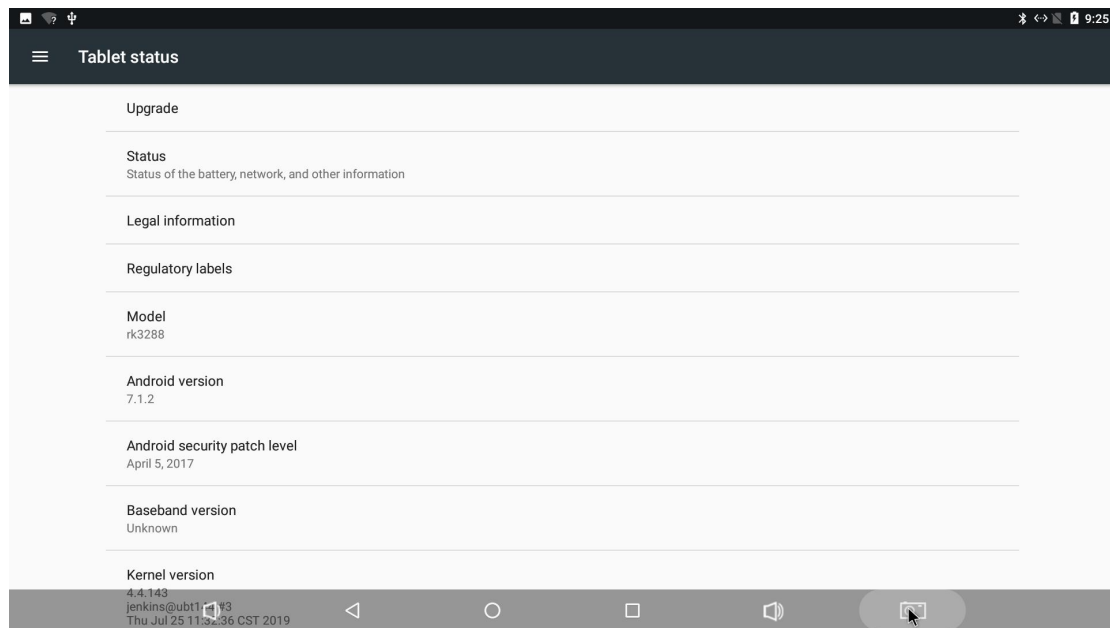 9:25
Tablet status
Upgrade
Status
Status of the battery, network, and other information
Legal information
Regulatory labels
Model
rk3288
Android version
7.1.2
Android security patch level
April 5, 2017
Baseband version
Unknown
Kernel version
4.4.143
#3
Thu Jul 25 11:32:36 CST 2019